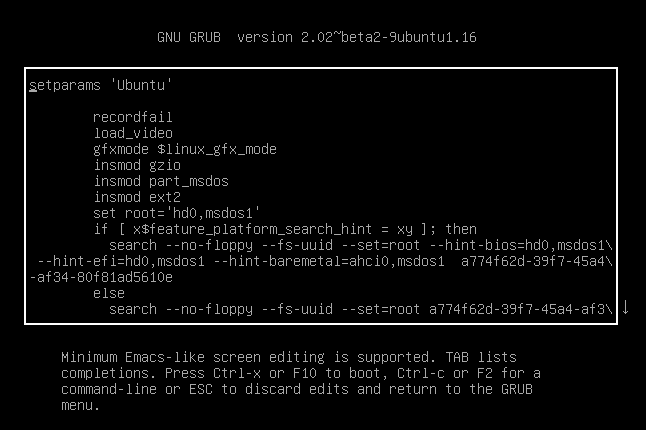 GNU GRUB  version 2.02~beta2-9ubuntu1.16
setparams 'Ubuntu'
recordfail
load_video
gfxmode $linux_gfx_mode
insmod gzio
insmod part_msdos
insmod ext2
set root='hd0,msdos1'
if [ x$feature_platform_search_hint = xy ]; then
search --no-floppy --fs-uuid --set=root --hint-bios=hd0,msdos1\
--hint-efi=hd0,msdos1 --hint-baremetal=ahci0,msdos1  a774f62d-39f7-45a4\
-af34-80f81ad5610e
else
search --no-floppy --fs-uuid --set=root a774f62d-39f7-45a4-af3\
Minimum Emacs-like screen editing is supported. TAB lists
completions. Press Ctrl-x or F10 to boot, Ctrl-c or F2 for a
command-line or ESC to discard edits and return to the GRUB
menu.